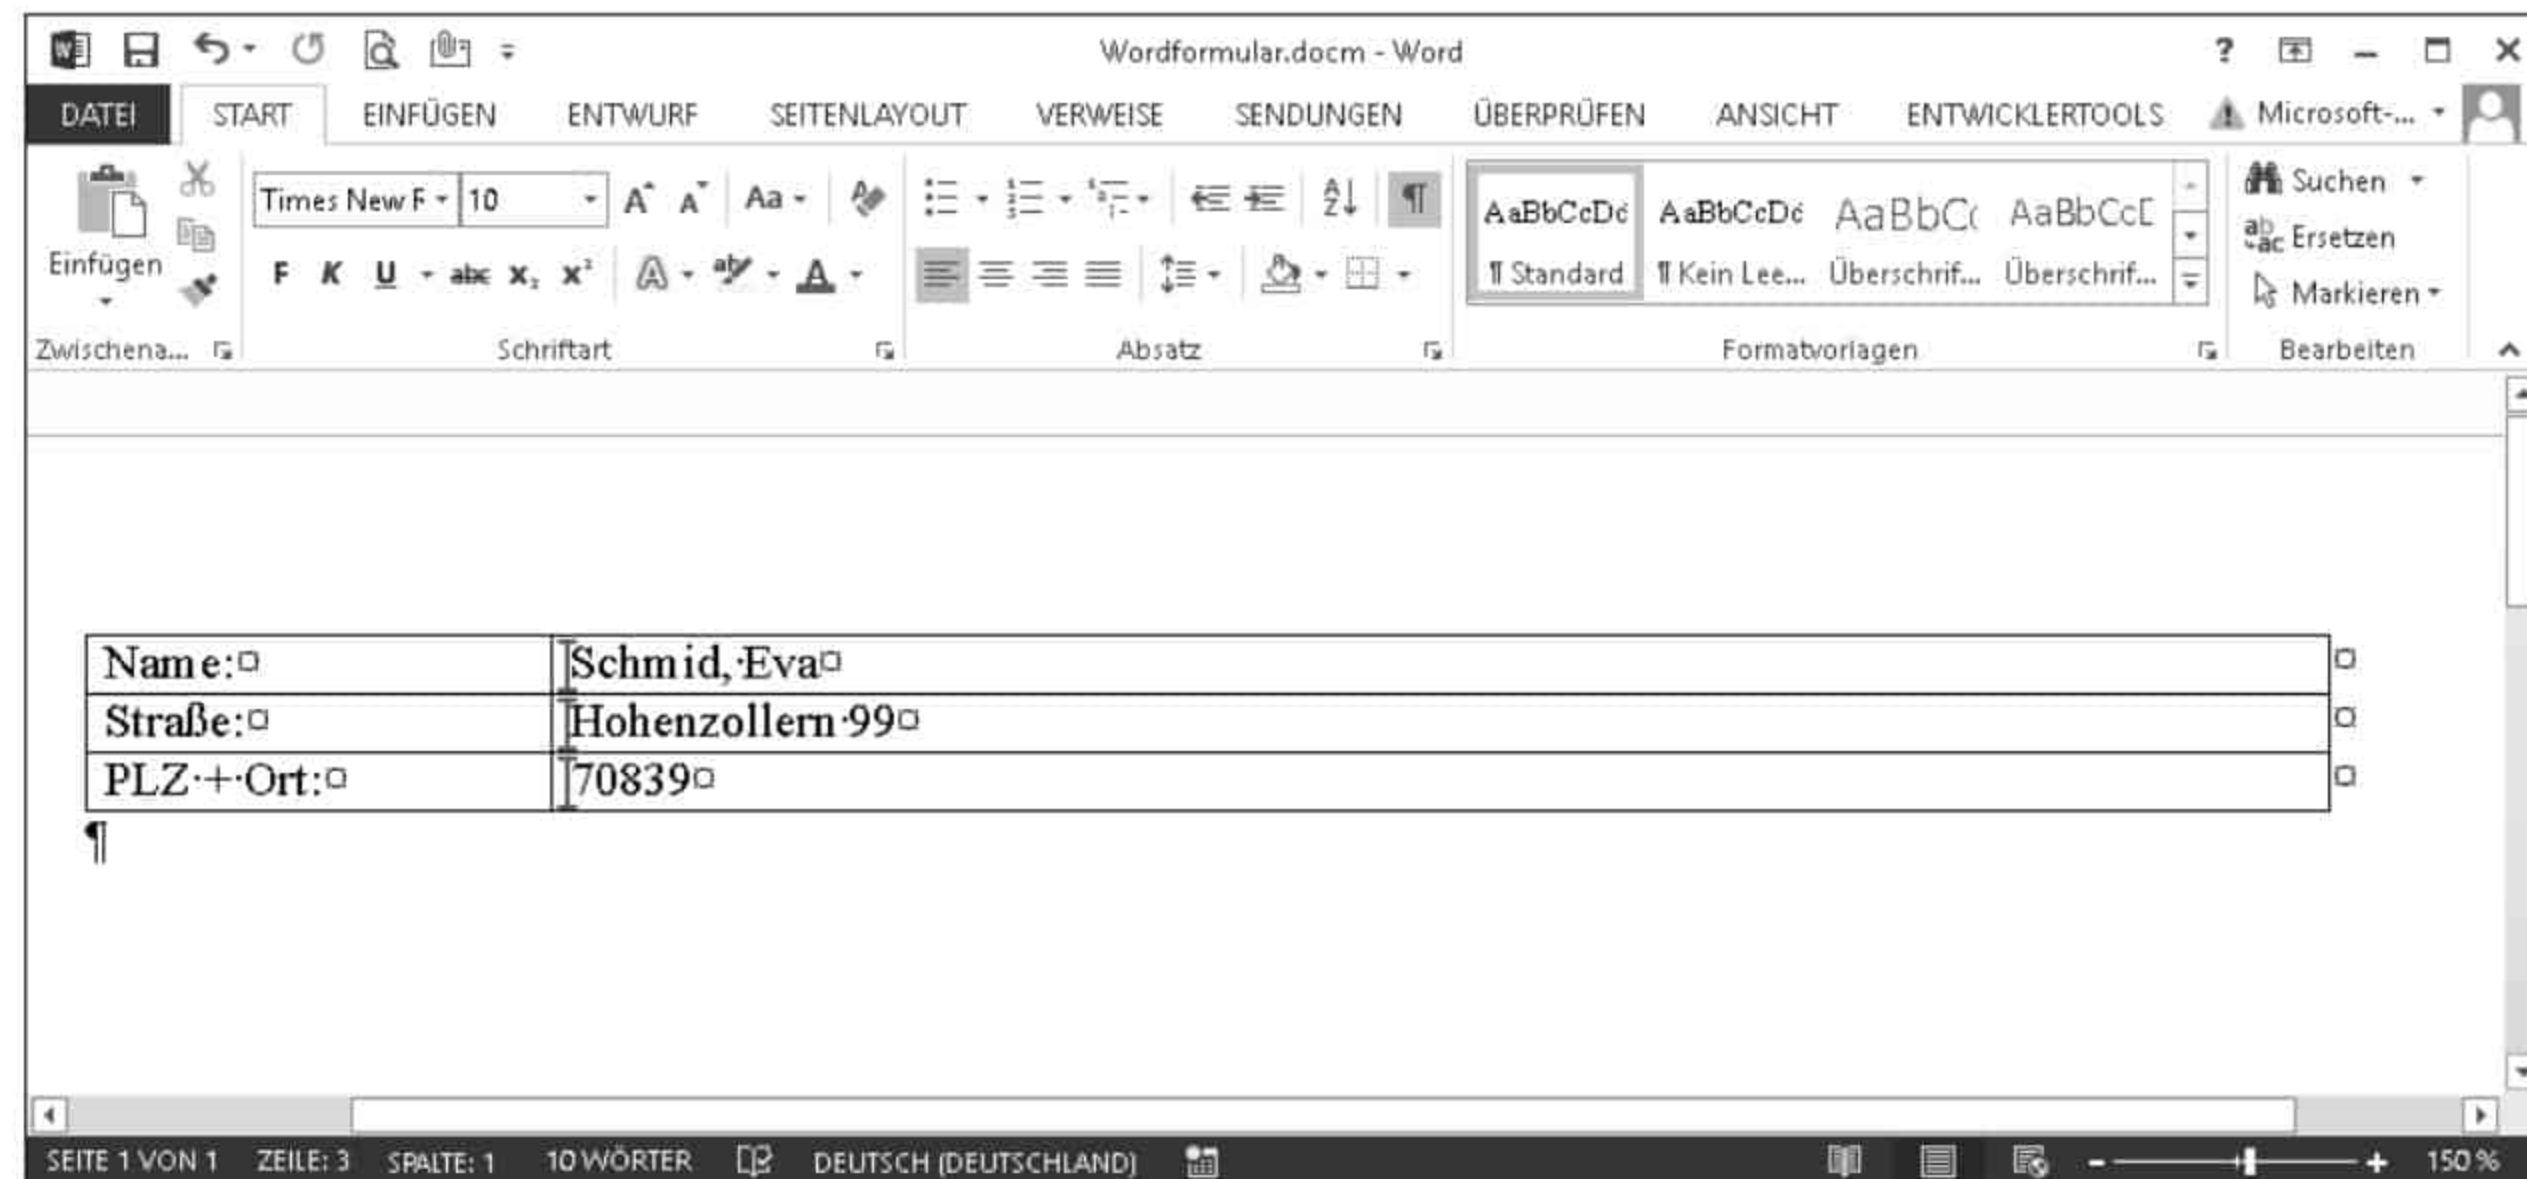 Wordformular.docm - Word
?
DATEI START EINFÜGEN ENTWURF SEITENLAYOUT VERWEISE SENDUNGEN ÜBERPRÜFEN ANSICHT ENTWICKLERTOOLS Microsoft-...
Einfügen
Times New F 10 A A Aa
F K U abc x₂ x² A aby A
AaBbCcDc AaBbCcDc AaBbC( AaBbCcD
¶ Standard ¶ Kein Lee... Überschrif... Überschrif...
Suchen
Ersetzen
Markieren
Zwischena... Schriftart Absatz Formatvorlagen Bearbeiten
Name:¤ Schmid,·Eva¤ ¤
Straße:¤ Hohenzollern·99¤ ¤
PLZ·+·Ort:¤ 70839¤ ¤
¶
SEITE 1 VON 1 ZEILE: 3 SPALTE: 1 10 WÖRTER DEUTSCH (DEUTSCHLAND) - + 150 %